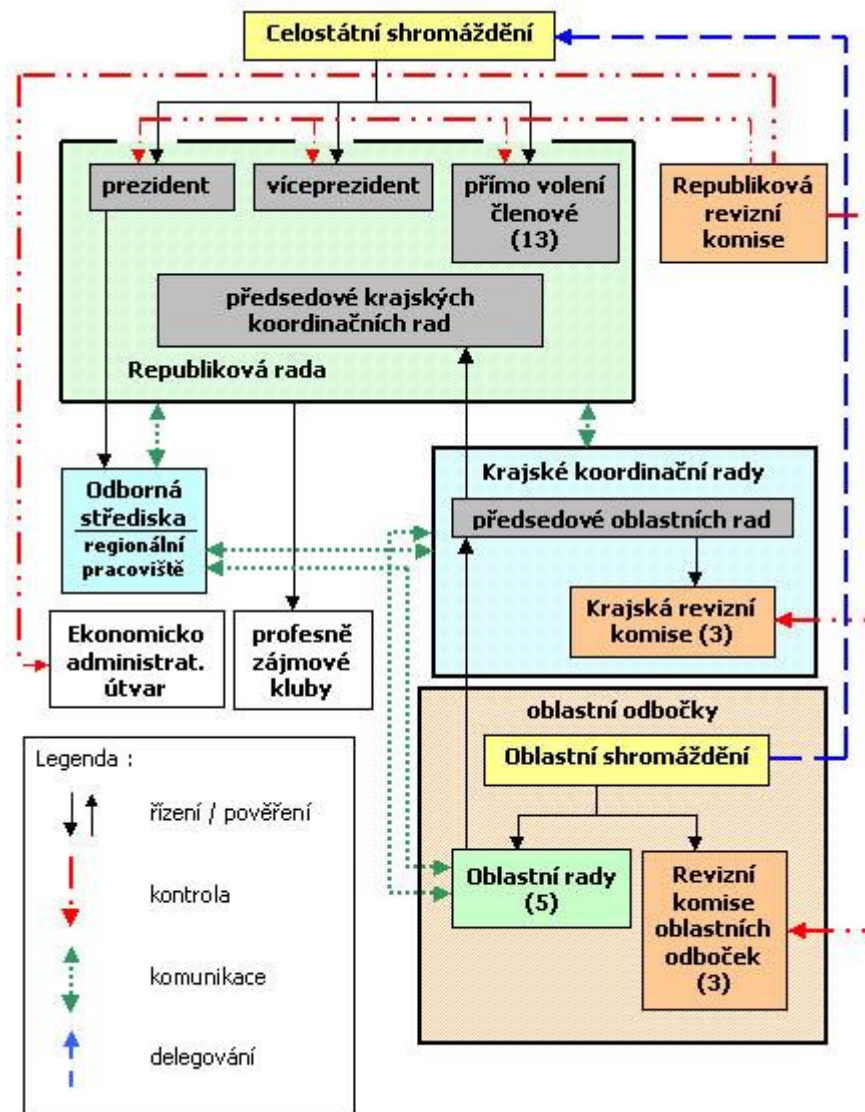 Celostátní shromáždění
prezident
víceprezident
přímo volení
členové
(13)
Republiková
revizní
komise
předsedové krajských
koordinačních rad
Republiková rada
Odborná
střediska
regionální
pracoviště
Krajské koordinační rady
předsedové oblastních rad
Krajská revizní
komise (3)
Ekonomicko
administrat.
útvar
profesně
zájmové
kluby
oblastní odbočky
Oblastní shromáždění
Oblastní rady
(5)
Revizní
komise
oblastních
odboček
(3)
Legenda :
řízení / pověření
kontrola
komunikace
delegování